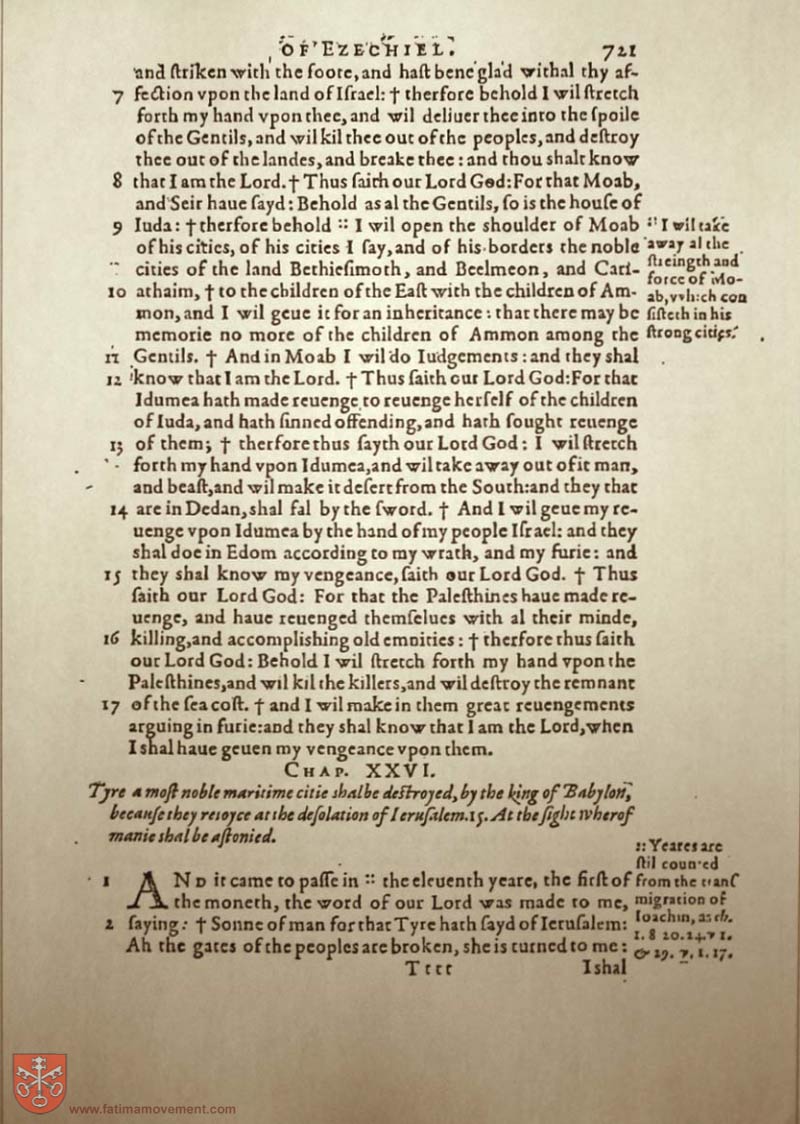 OF EZECHIEL. 721
and ſtriken with the foote, and haſt bene glad withal thy af-
7 fection vpon the land of Iſrael: † therfore behold I wil ſtretch
forth my hand vpon thee, and wil deliuer thee into the ſpoile
of the Gentils, and wil kil thee out of the peoples, and deſtroy
thee out of the landes, and breake thee: and thou shalt know
8 that I am the Lord. † Thus ſaith our Lord God: For that Moab,
and Seir haue ſayd: Behold as al the Gentils, ſo is the houſe of
9 Iuda: † therfore behold :: I wil open the shoulder of Moab
of his cities, of his cities I ſay, and of his borders the noble
cities of the land Bethieſimoth, and Beelmeon, and Cari-
10 athaim, † to the children of the Eaſt with the children of Am-
mon, and I wil geue it for an inheritance: that there may be
memorie no more of the children of Ammon among the
11 Gentils. † And in Moab I wil do Iudgements: and they shal
12 know that I am the Lord. † Thus ſaith our Lord God: For that
Idumea hath made reuenge to reuenge herſelf of the children
of Iuda, and hath ſinned offending, and hath ſought reuenge
13 of them; † therfore thus ſayth our Lord God: I wil ſtretch
forth my hand vpon Idumea, and wil take away out of it man,
and beaſt, and wil make it deſert from the South: and they that
14 are in Dedan, shal fal by the ſword. † And I wil geue my re-
uenge vpon Idumea by the hand of my people Iſrael: and they
shal doe in Edom according to my wrath, and my furie: and
15 they shal know my vengeance, ſaith our Lord God. † Thus
ſaith our Lord God: For that the Paleſthines haue made re-
uenge, and haue reuenged themſelues with al their minde,
16 killing, and accomplishing old emnities: † therfore thus ſaith
our Lord God: Behold I wil ſtretch forth my hand vpon the
Paleſthines, and wil kil the killers, and wil deſtroy the remnant
17 of the ſea coſt. † and I wil make in them great reuengements
arguing in furie: and they shal know that I am the Lord, when
I shal haue geuen my vengeance vpon them.
:: I wil take
away al the
ſtreingth and
force of Mo-
ab, which con
ſiſteth in his
ſtrong cities.
CHAP. XXVI.
Tyre a moſt noble maritime citie shalbe deſtroyed, by the king of Babylon,
becauſe they reioyce at the deſolation of Ieruſalem. 15. At the ſight wherof
manie shal be aſtonied.
1 AND it came to paſſe in :: the eleuenth yeare, the firſt of
the moneth, the word of our Lord was made to me,
2 ſaying: † Sonne of man for that Tyre hath ſayd of Ieruſalem:
Ah the gates of the peoples are broken, she is turned to me:
:: Yeares are
ſtil counted
from the tranſ
migration of
Ioachin, as ch.
1. 8 20. 24. v 1.
& 29. v. 1. 17.
Tttt I shal
www.fatimamovement.com